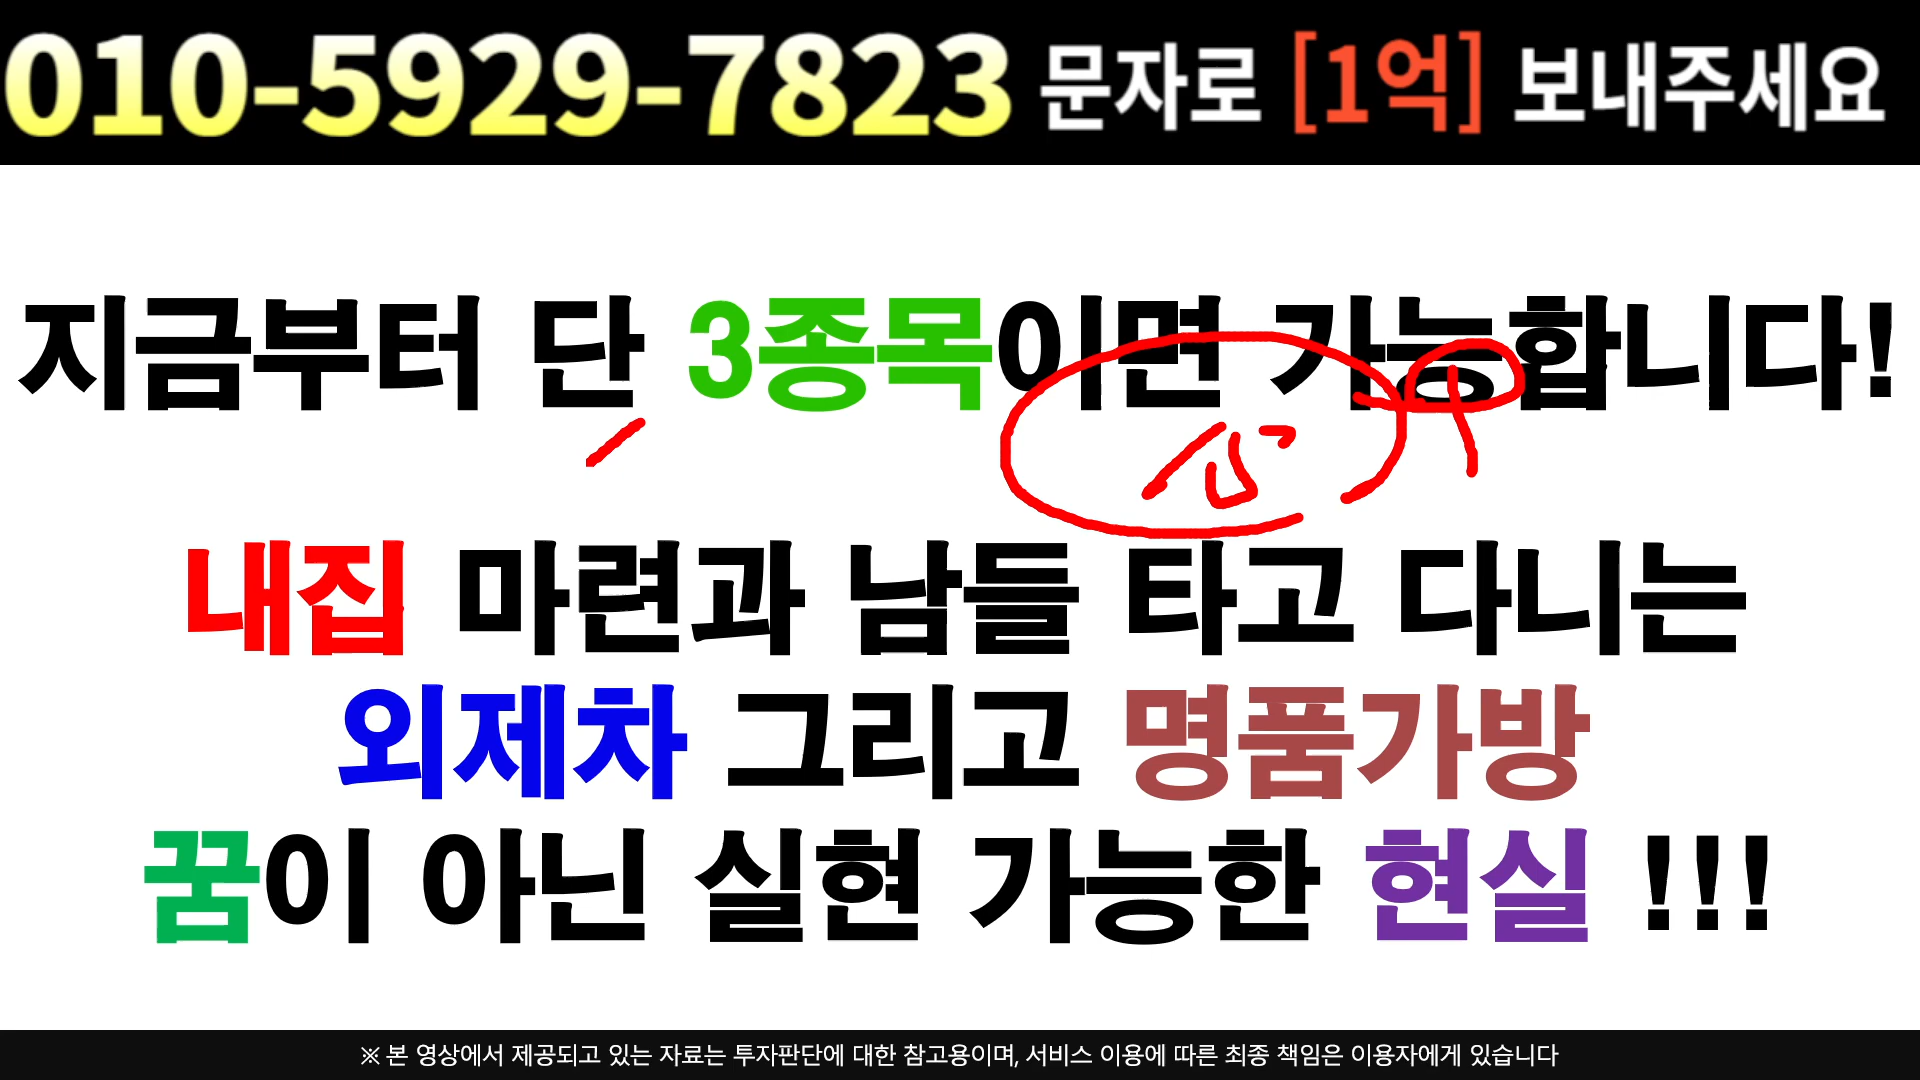 010-5929-7823 문자로 [1억] 보내주세요
지금부터 단 3종목이면 가능합니다!
내집 마련과 남들 타고 다니는
외제차 그리고 명품가방
꿈이 아닌 실현 가능한 현실 !!!
※ 본 영상에서 제공되고 있는 자료는 투자판단에 대한 참고용이며, 서비스 이용에 따른 최종 책임은 이용자에게 있습니다